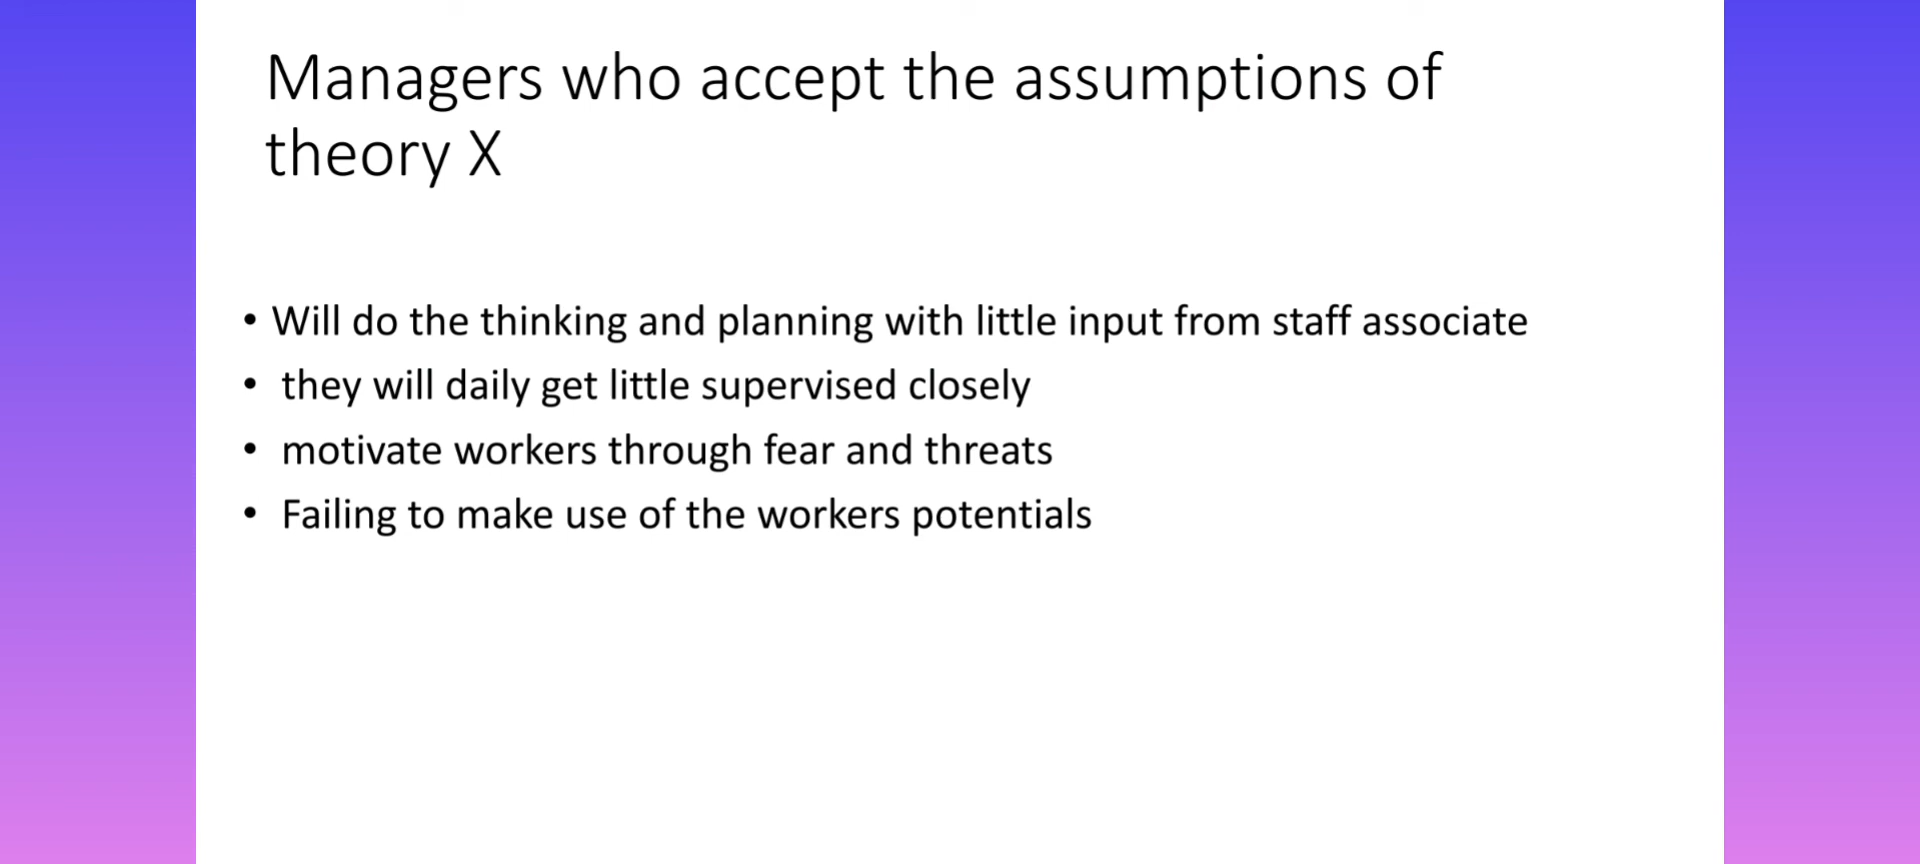 Managers who accept the assumptions of
theory X
• Will do the thinking and planning with little input from staff associate
• they will daily get little supervised closely
• motivate workers through fear and threats
• Failing to make use of the workers potentials